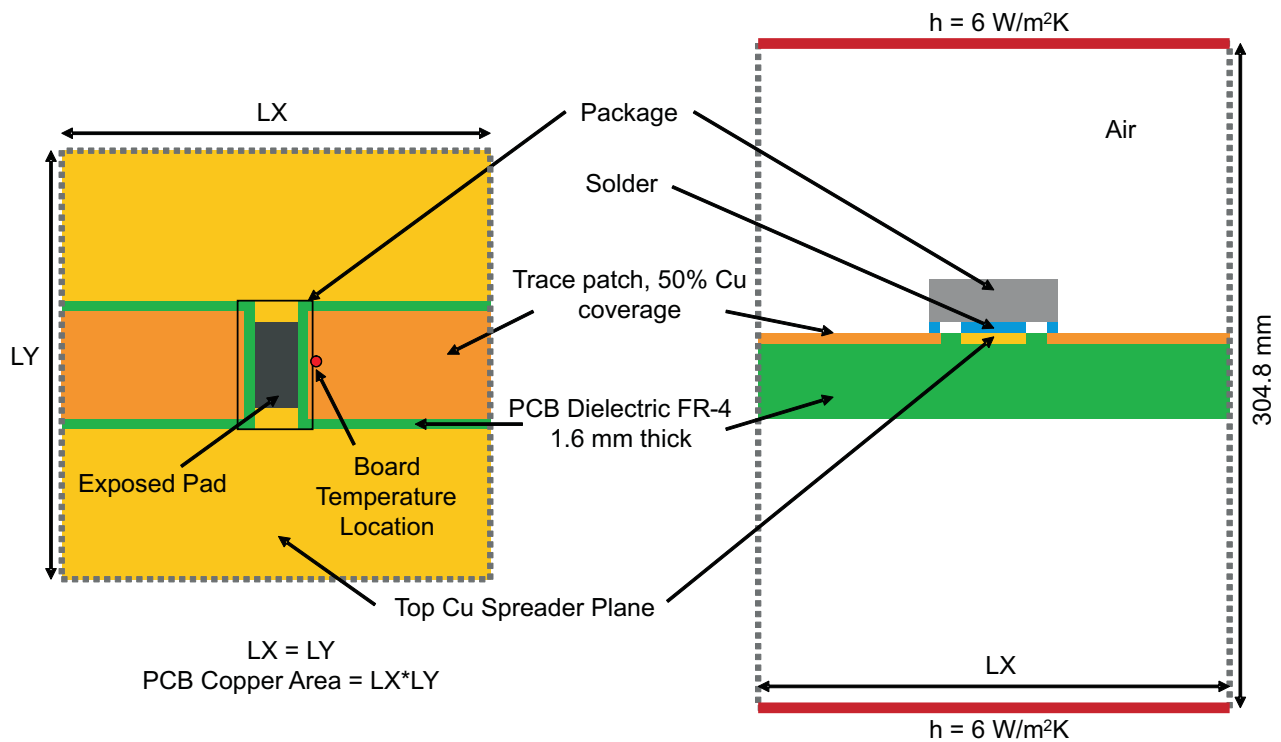 h = 6 W/m²K
LX
Package
Air
Solder
Trace patch, 50% Cu
coverage
LY
304.8 mm
PCB Dielectric FR-4
1.6 mm thick
Exposed Pad
Board
Temperature
Location
Top Cu Spreader Plane
LX = LY
PCB Copper Area = LX*LY
LX
h = 6 W/m²K